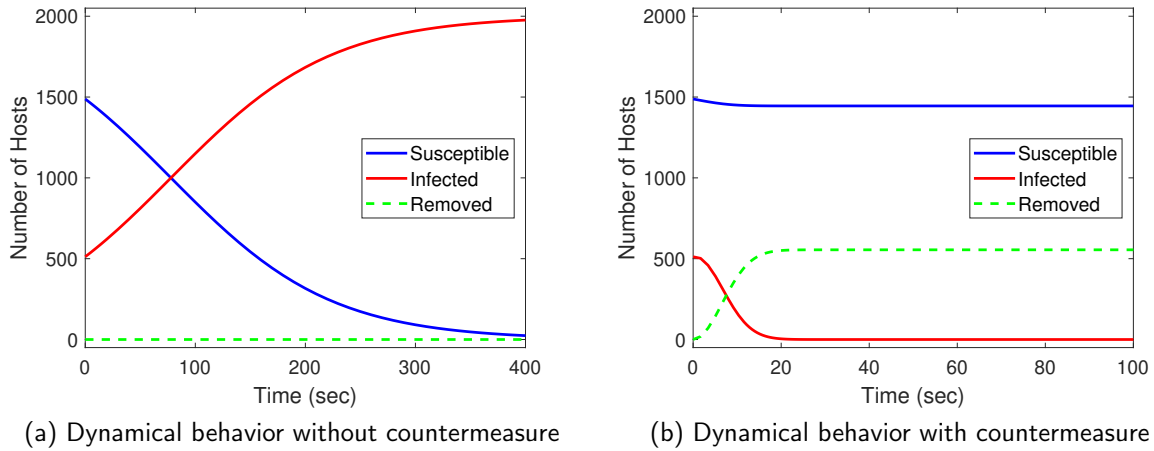 2000
1500
1000
500
0
Number of Hosts
Susceptible
Infected
Removed
0
100
200
300
400
Time (sec)
(a) Dynamical behavior without countermeasure
2000
1500
1000
500
0
Number of Hosts
Susceptible
Infected
Removed
0
20
40
60
80
100
Time (sec)
(b) Dynamical behavior with countermeasure